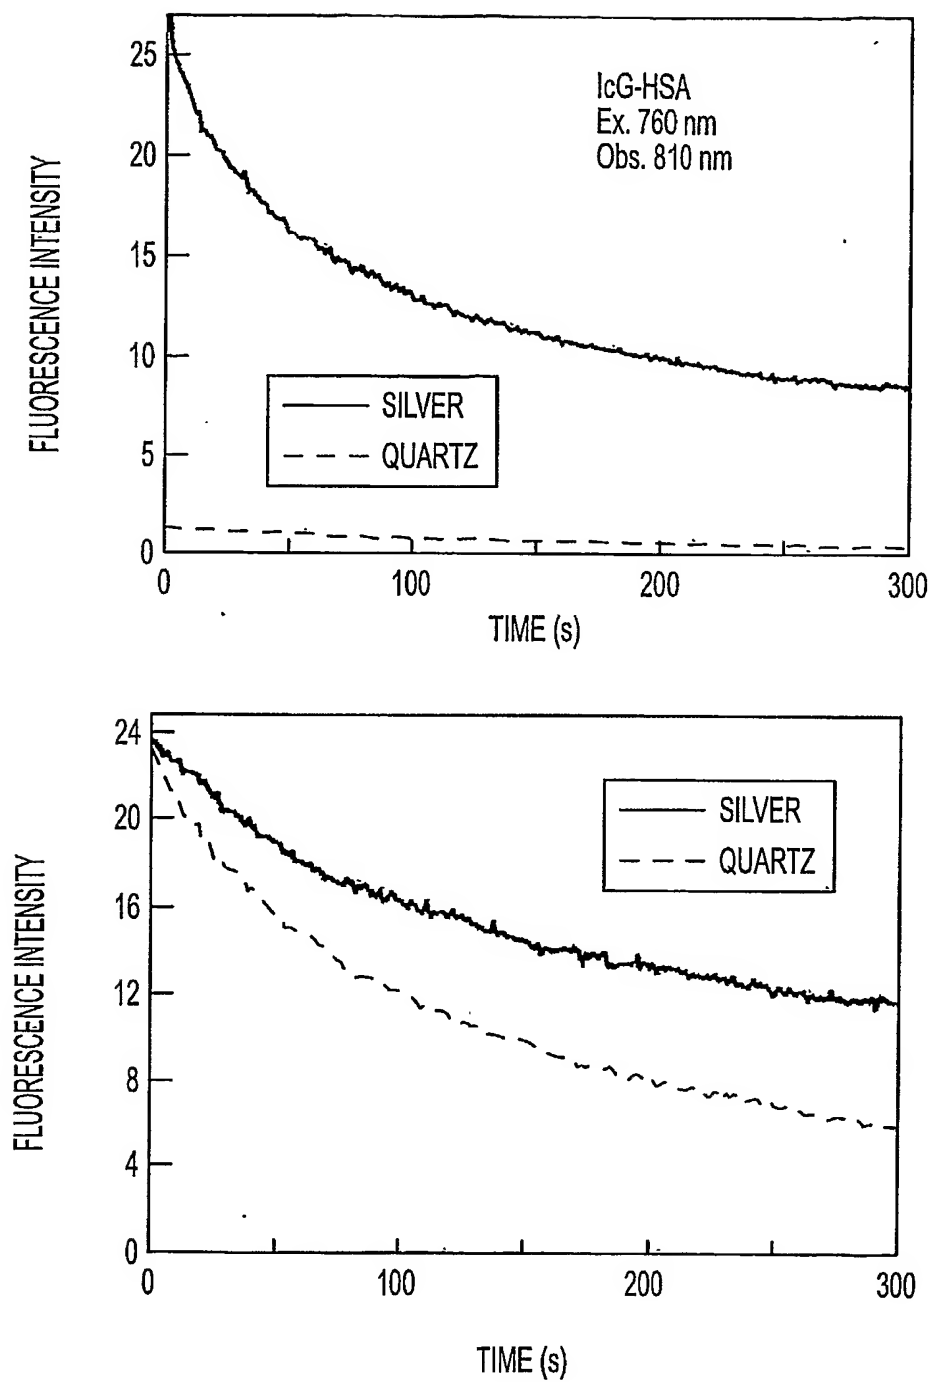 FLUORESCENCE INTENSITY
25
20
15
10
5
0
IcG-HSA
Ex. 760 nm
Obs. 810 nm
SILVER
QUARTZ
0 100 200 300
TIME (s)
FLUORESCENCE INTENSITY
24
20
16
12
8
4
0
SILVER
QUARTZ
0 100 200 300
TIME (s)